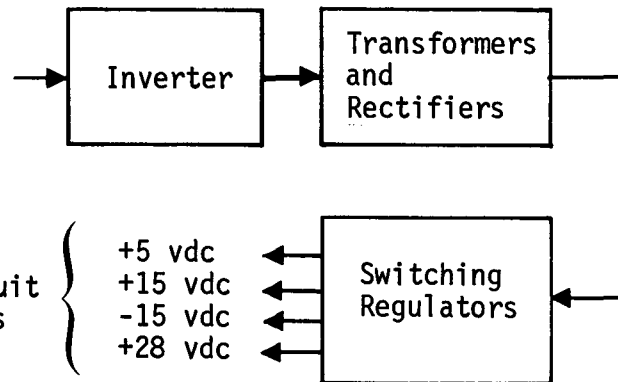 Inverter
Transformers
and
Rectifiers
+5 vdc
+15 vdc
-15 vdc
+28 vdc
Switching
Regulators